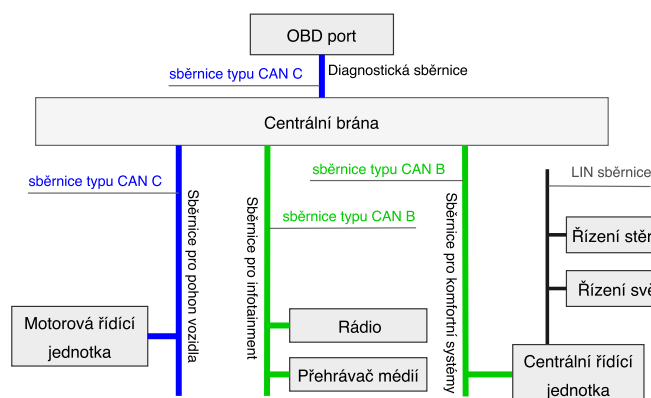 OBD port
sběrnice typu CAN C
Diagnostická sběrnice
Centrální brána
sběrnice typu CAN B
LIN sběrnice
sběrnice typu CAN C
Sběrnice pro pohon vozidla
Sběrnice pro infotainment
sběrnice typu CAN B
Sběrnice pro komfortní systémy
Řízení
Řízení
Motorová řídící
jednotka
Rádio
Přehrávač médií
Centrální řídící
jednotka